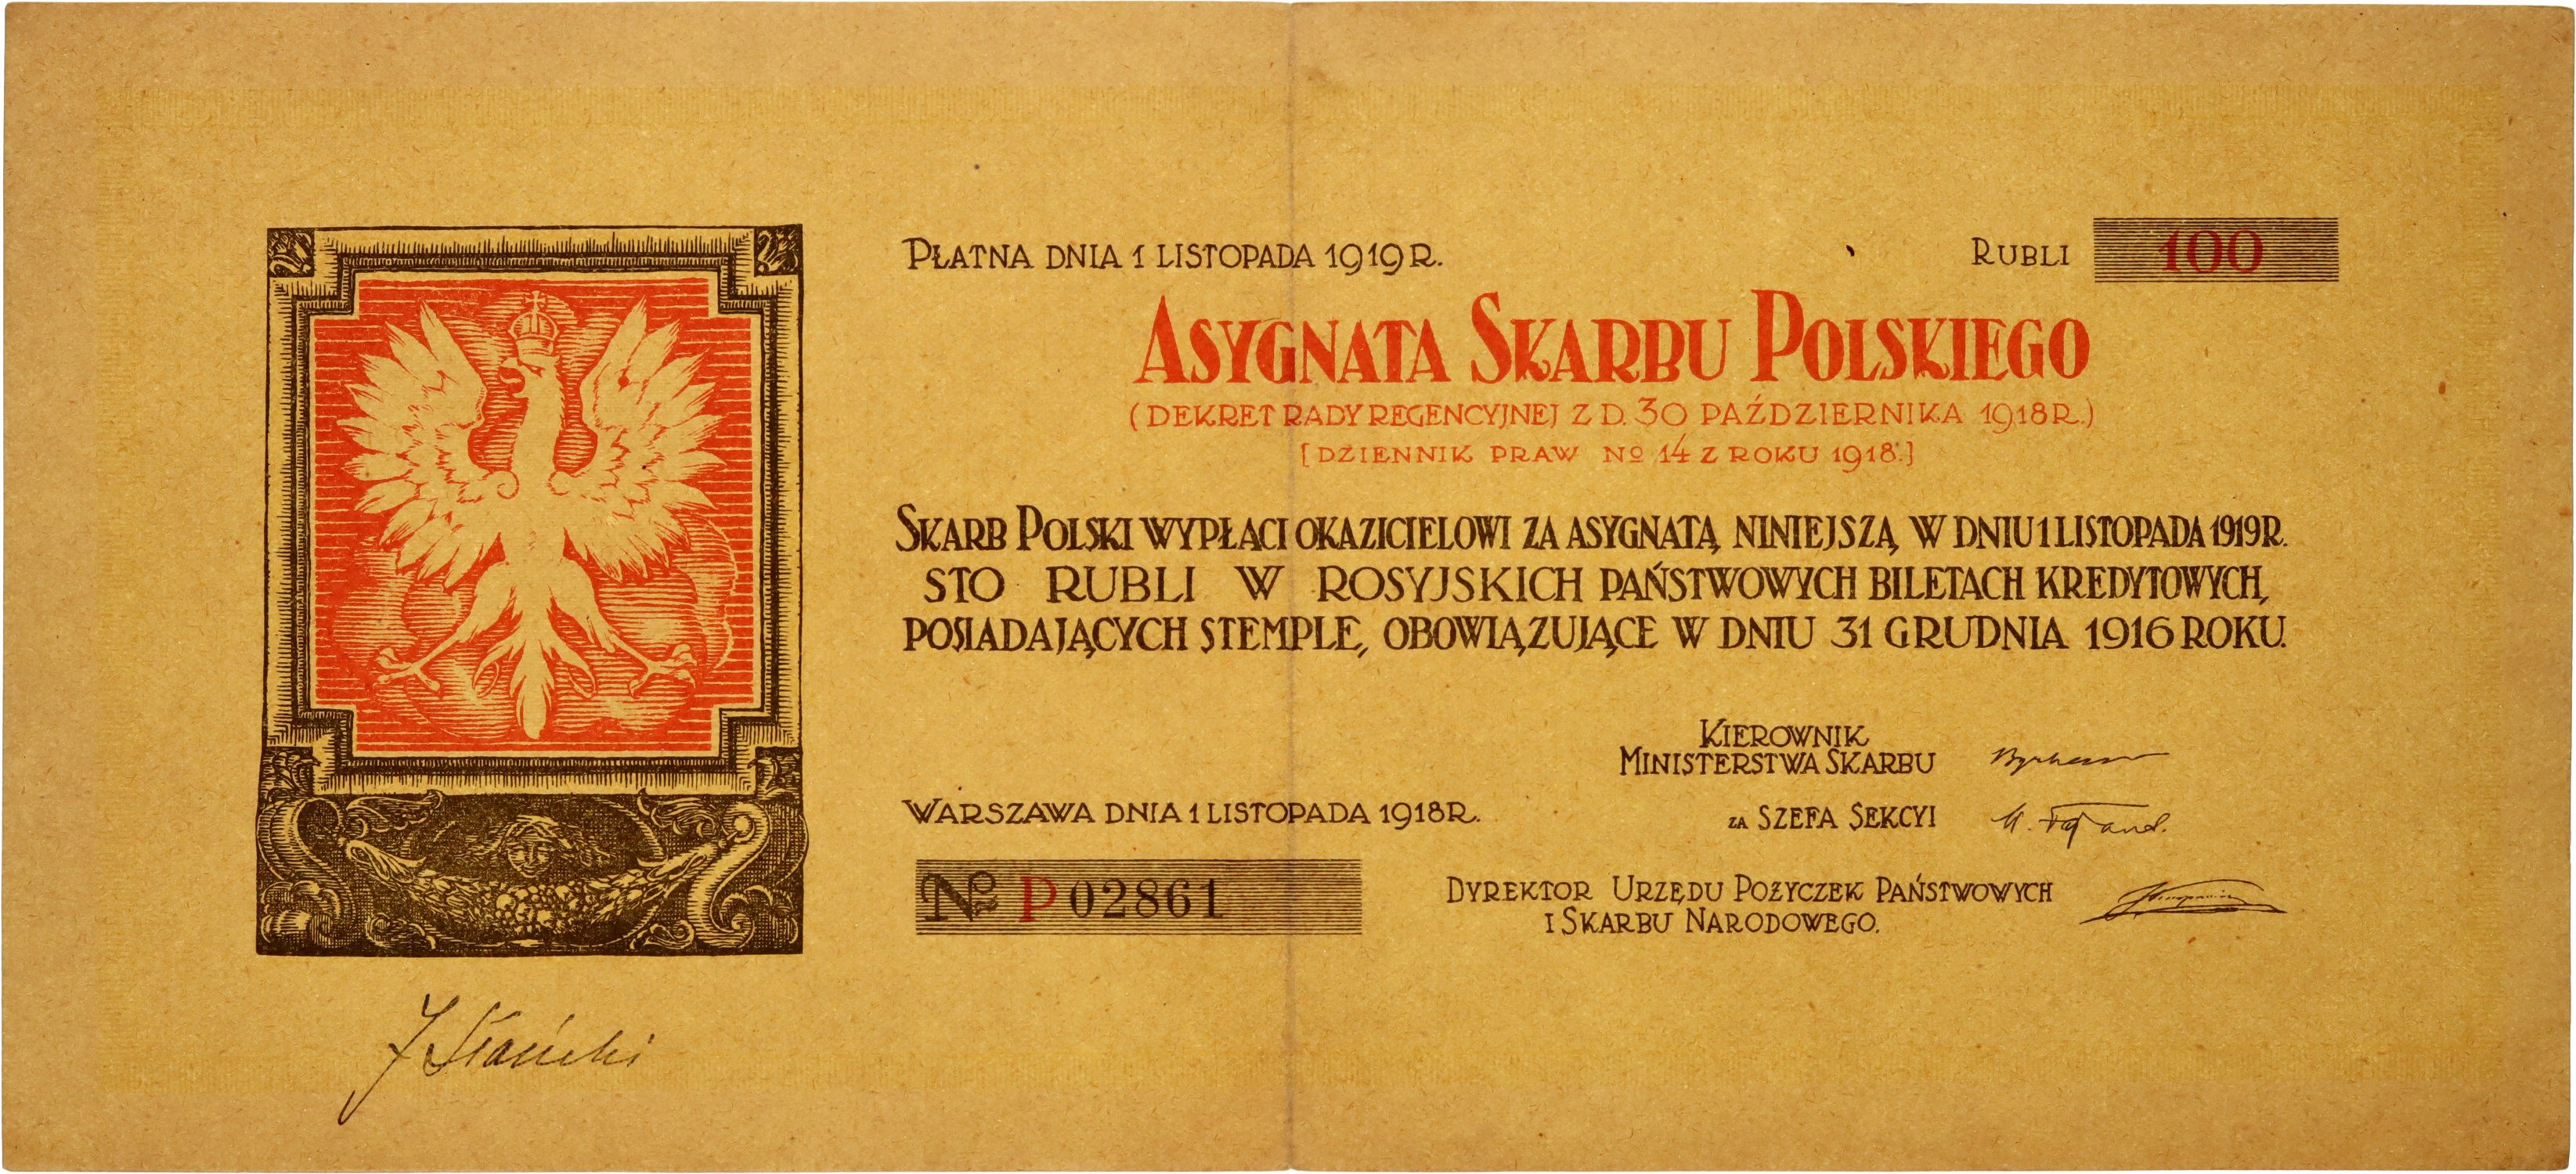 PŁATNA DNIA 1 LISTOPADA 1919 R.
RUBLI 100
ASYGNATA SKARBU POLSKIEGO
(DEKRET RADY REGENCYJNEJ Z D. 30 PAŹDZIERNIKA 1918 R.)
[DZIENNIK PRAW Nº 14 Z ROKU 1918.]
SKARB POLSKI WYPŁACI OKAZICIELOWI ZA ASYGNATĄ NINIEJSZĄ W DNIU 1 LISTOPADA 1919 R.
STO RUBLI W ROSYJSKICH PAŃSTWOWYCH BILETACH KREDYTOWYCH,
POSIADAJĄCYCH STEMPLE, OBOWIĄZUJĄCE W DNIU 31 GRUDNIA 1916 ROKU.
KIEROWNIK
MINISTERSTWA SKARBU
WARSZAWA DNIA 1 LISTOPADA 1918 R.
ZA SZEFA SEKCYI
Nº P 02861
DYREKTOR URZĘDU POŻYCZEK PAŃSTWOWYCH
I SKARBU NARODOWEGO.